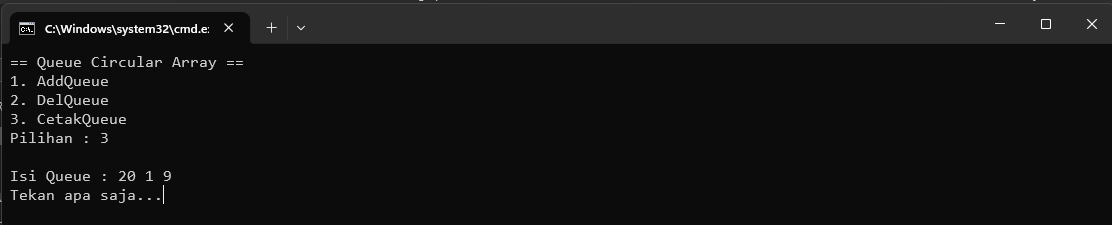 C:\Windows\system32\cmd.e:
== Queue Circular Array ==
1. AddQueue
2. DelQueue
3. CetakQueue
Pilihan : 3
Isi Queue : 20 1 9
Tekan apa saja...